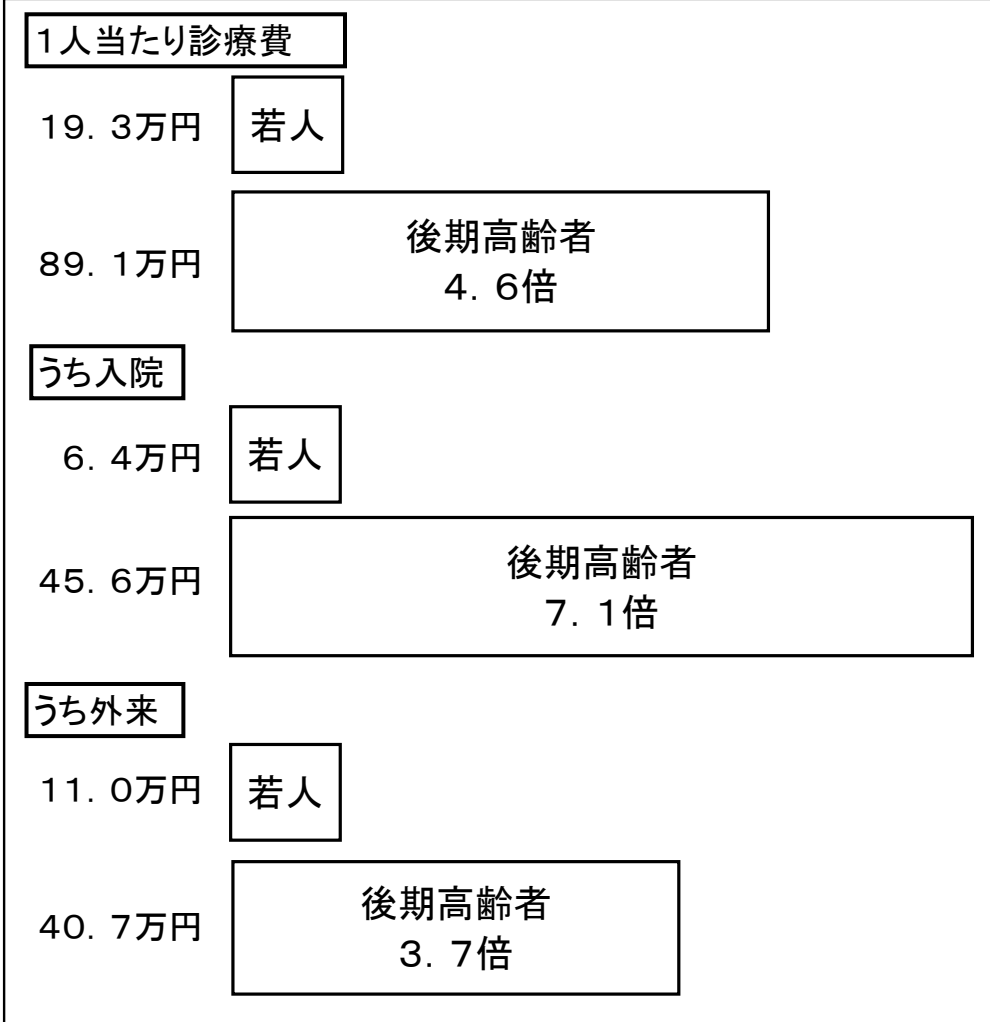 1人当たり診療費
19.3万円 若人
89.1万円 後期高齢者
4.6倍
うち入院
6.4万円 若人
45.6万円 後期高齢者
7.1倍
うち外来
11.0万円 若人
40.7万円 後期高齢者
3.7倍